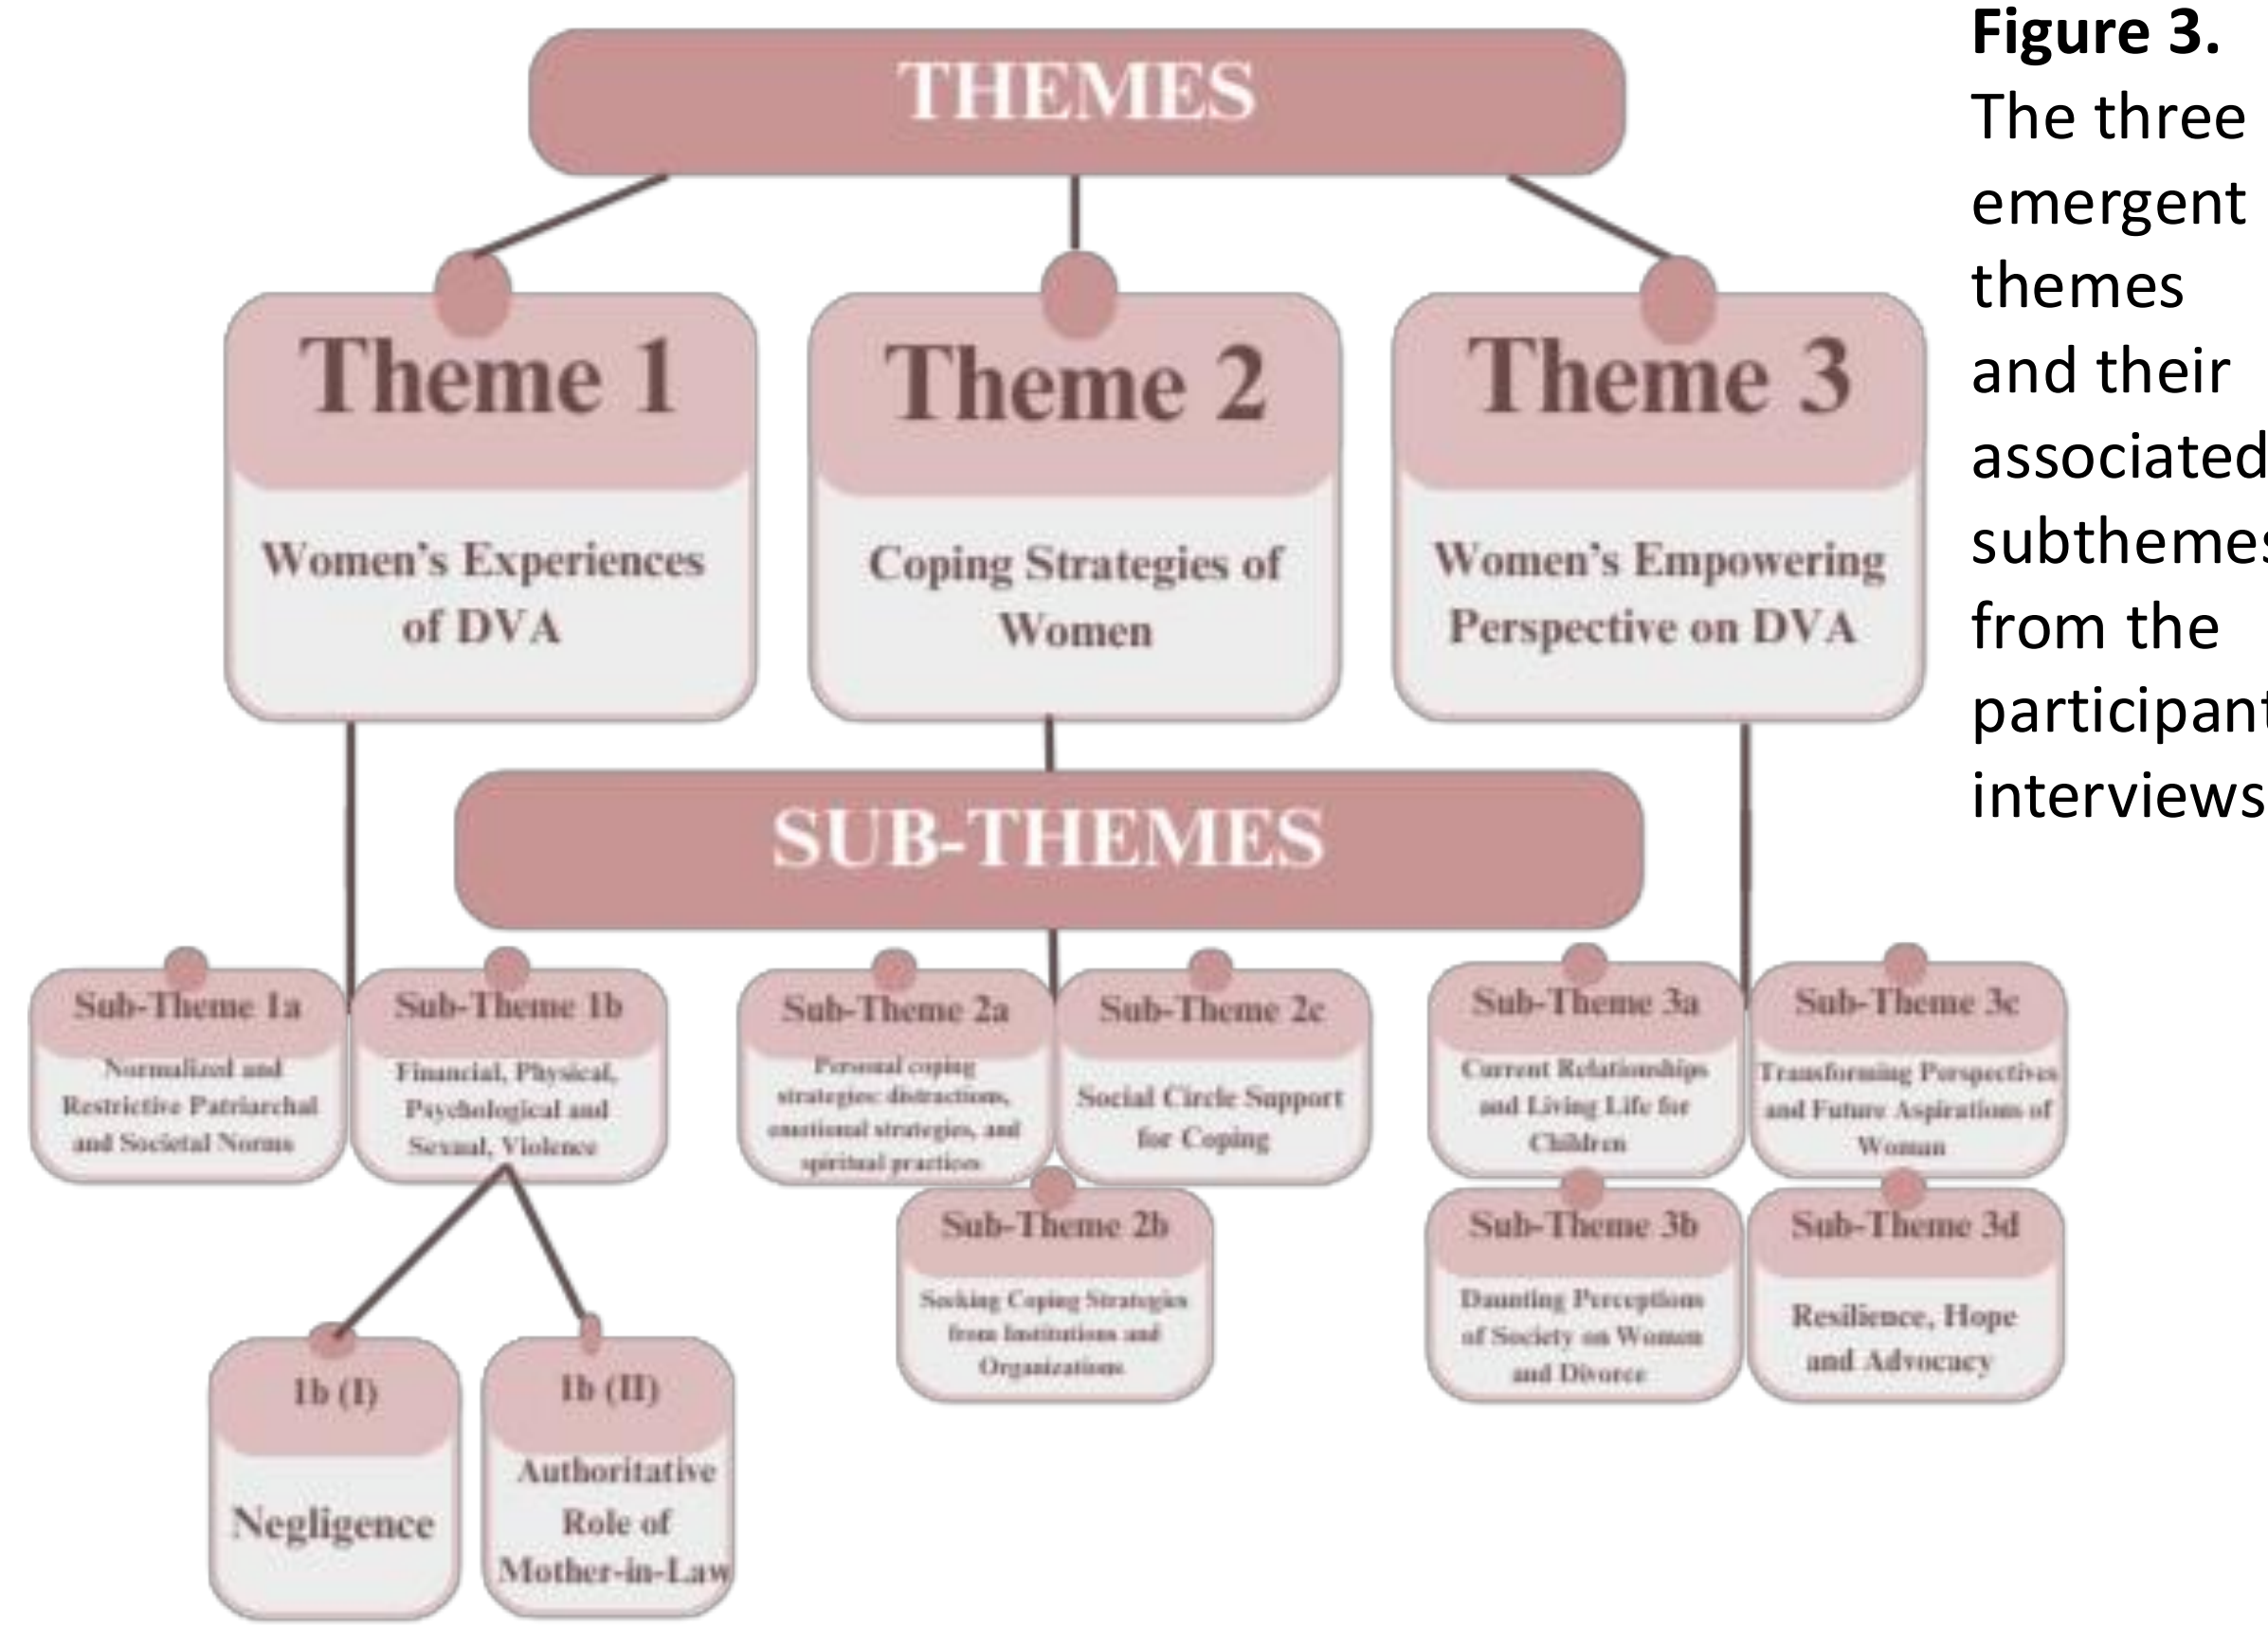 THEMES
Theme 1
Women's Experiences
of DVA
Theme 2
Coping Strategies of
Women
Theme 3
Women's Empowering
Perspective on DVA
SUB-THEMES
Sub-Theme 1a
Normalized and
Restrictive Patriarchal
and Societal Norms
Sub-Theme 1b
Financial, Physical,
Psychological and
Sexual, Violence
1b (I)
Negligence
1b (II)
Authoritative
Role of
Mother-in-Law
Sub-Theme 2a
Personal coping
strategies: distractions,
emotional strategies, and
spiritual practices
Sub-Theme 2c
Social Circle Support
for Coping
Sub-Theme 2b
Seeking Coping Strategies
from Institutions and
Organizations
Sub-Theme 3a
Current Relationships
and Living Life for
Children
Sub-Theme 3c
Transforming Perspectives
and Future Aspirations of
Woman
Sub-Theme 3b
Daunting Perceptions
of Society on Women
and Divorce
Sub-Theme 3d
Resilience, Hope
and Advocacy
Figure 3.
The three
emergent
themes
and their
associated
subthemes
from the
participant
interviews